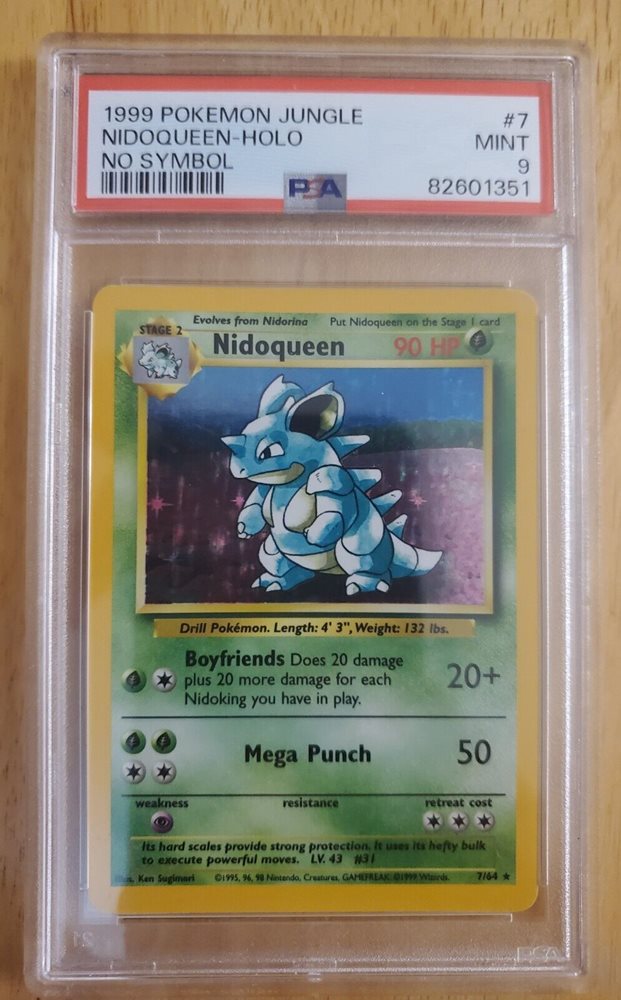 1999 POKEMON JUNGLE #7
NIDOQUEEN-HOLO MINT
NO SYMBOL 9
PSA 82601351
Evolves from Nidorina Put Nidoqueen on the Stage 1 card
STAGE 2
Nidoqueen 90 HP
Drill Pokémon. Length: 4' 3", Weight: 132 lbs.
Boyfriends Does 20 damage
plus 20 more damage for each 20+
Nidoking you have in play.
Mega Punch 50
weakness resistance retreat cost
Its hard scales provide strong protection. It uses its hefty bulk
to execute powerful moves. LV. 43 #31
Illus. Ken Sugimori ©1995, 96, 98 Nintendo, Creatures, GAMEFREAK. ©1999 Wizards. 7/64 ★
PSA